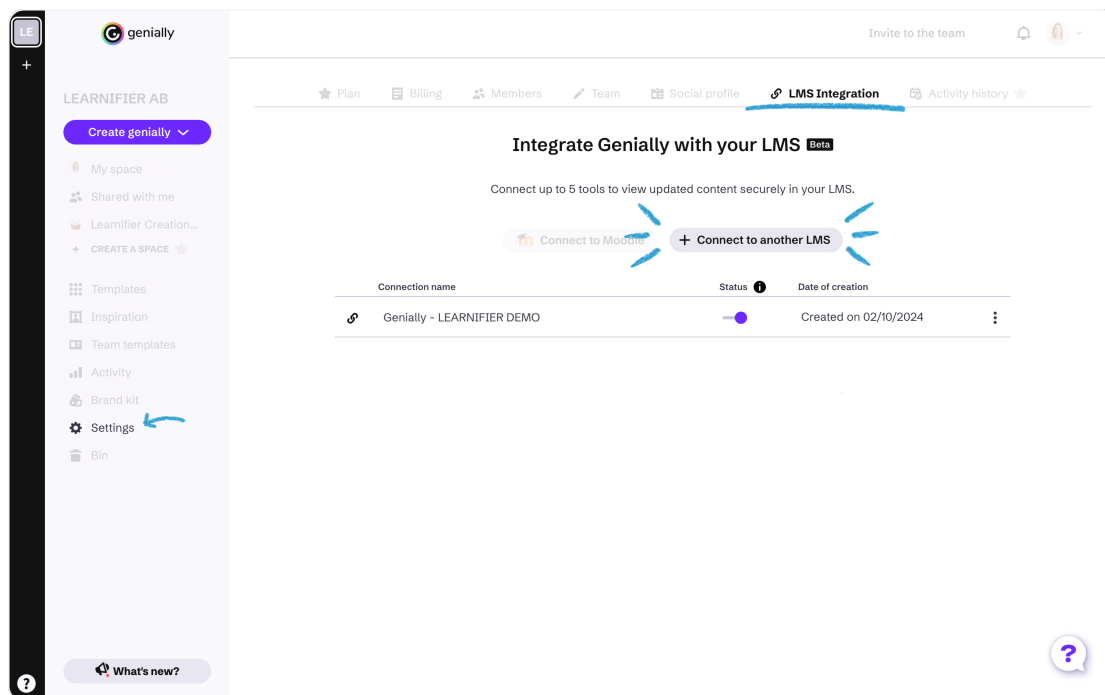 LE
genially
Invite to the team
+
LEARNIFIER AB
Plan
Billing
Members
Team
Social profile
LMS Integration
Activity history
Create genially
Integrate Genially with your LMS Beta
My space
Shared with me
Connect up to 5 tools to view updated content securely in your LMS.
Learnifier Creation...
+ CREATE A SPACE
Connect to Moodle
+ Connect to another LMS
Templates
Inspiration
Team templates
Activity
Brand kit
Settings
Bin
Connection name
Status i
Date of creation
Genially - LEARNIFIER DEMO
Created on 02/10/2024
What's new?
?
?